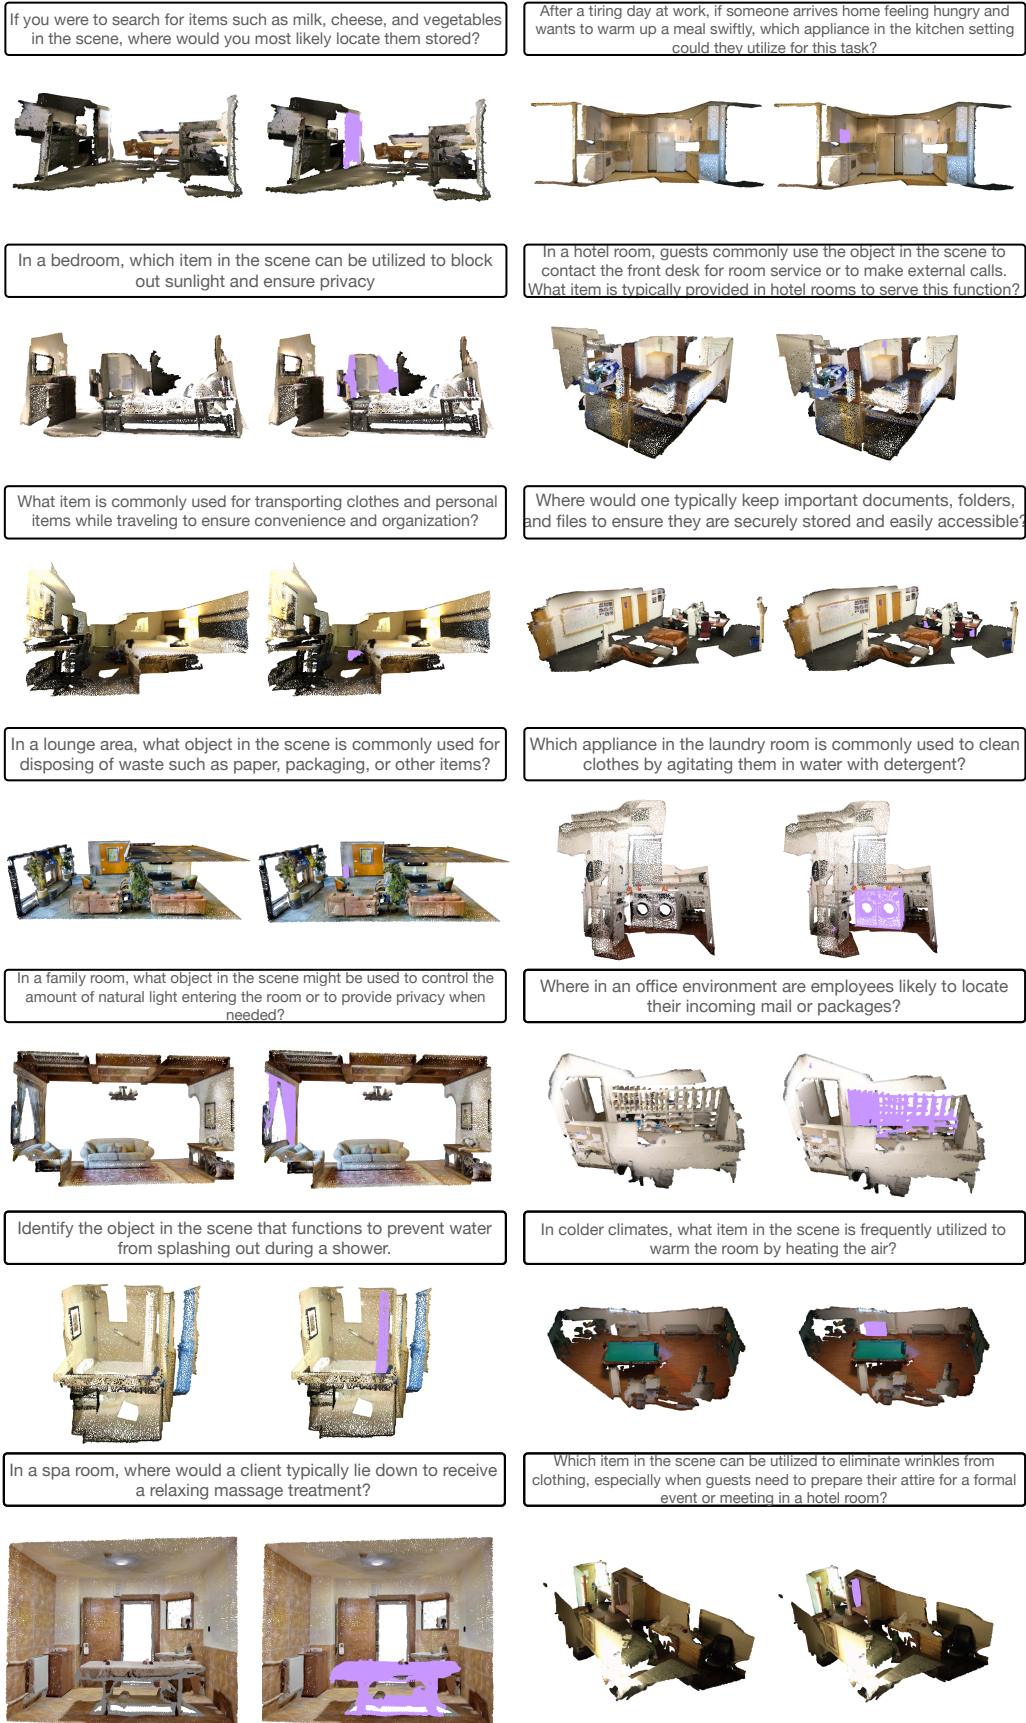 If you were to search for items such as milk, cheese, and vegetables
in the scene, where would you most likely locate them stored?
After a tiring day at work, if someone arrives home feeling hungry and
wants to warm up a meal swiftly, which appliance in the kitchen setting
could they utilize for this task?
In a bedroom, which item in the scene can be utilized to block
out sunlight and ensure privacy
In a hotel room, guests commonly use the object in the scene to
contact the front desk for room service or to make external calls.
What item is typically provided in hotel rooms to serve this function?
What item is commonly used for transporting clothes and personal
items while traveling to ensure convenience and organization?
Where would one typically keep important documents, folders,
and files to ensure they are securely stored and easily accessible?
In a lounge area, what object in the scene is commonly used for
disposing of waste such as paper, packaging, or other items?
Which appliance in the laundry room is commonly used to clean
clothes by agitating them in water with detergent?
In a family room, what object in the scene might be used to control the
amount of natural light entering the room or to provide privacy when
needed?
Where in an office environment are employees likely to locate
their incoming mail or packages?
Identify the object in the scene that functions to prevent water
from splashing out during a shower.
In colder climates, what item in the scene is frequently utilized to
warm the room by heating the air?
In a spa room, where would a client typically lie down to receive
a relaxing massage treatment?
Which item in the scene can be utilized to eliminate wrinkles from
clothing, especially when guests need to prepare their attire for a formal
event or meeting in a hotel room?